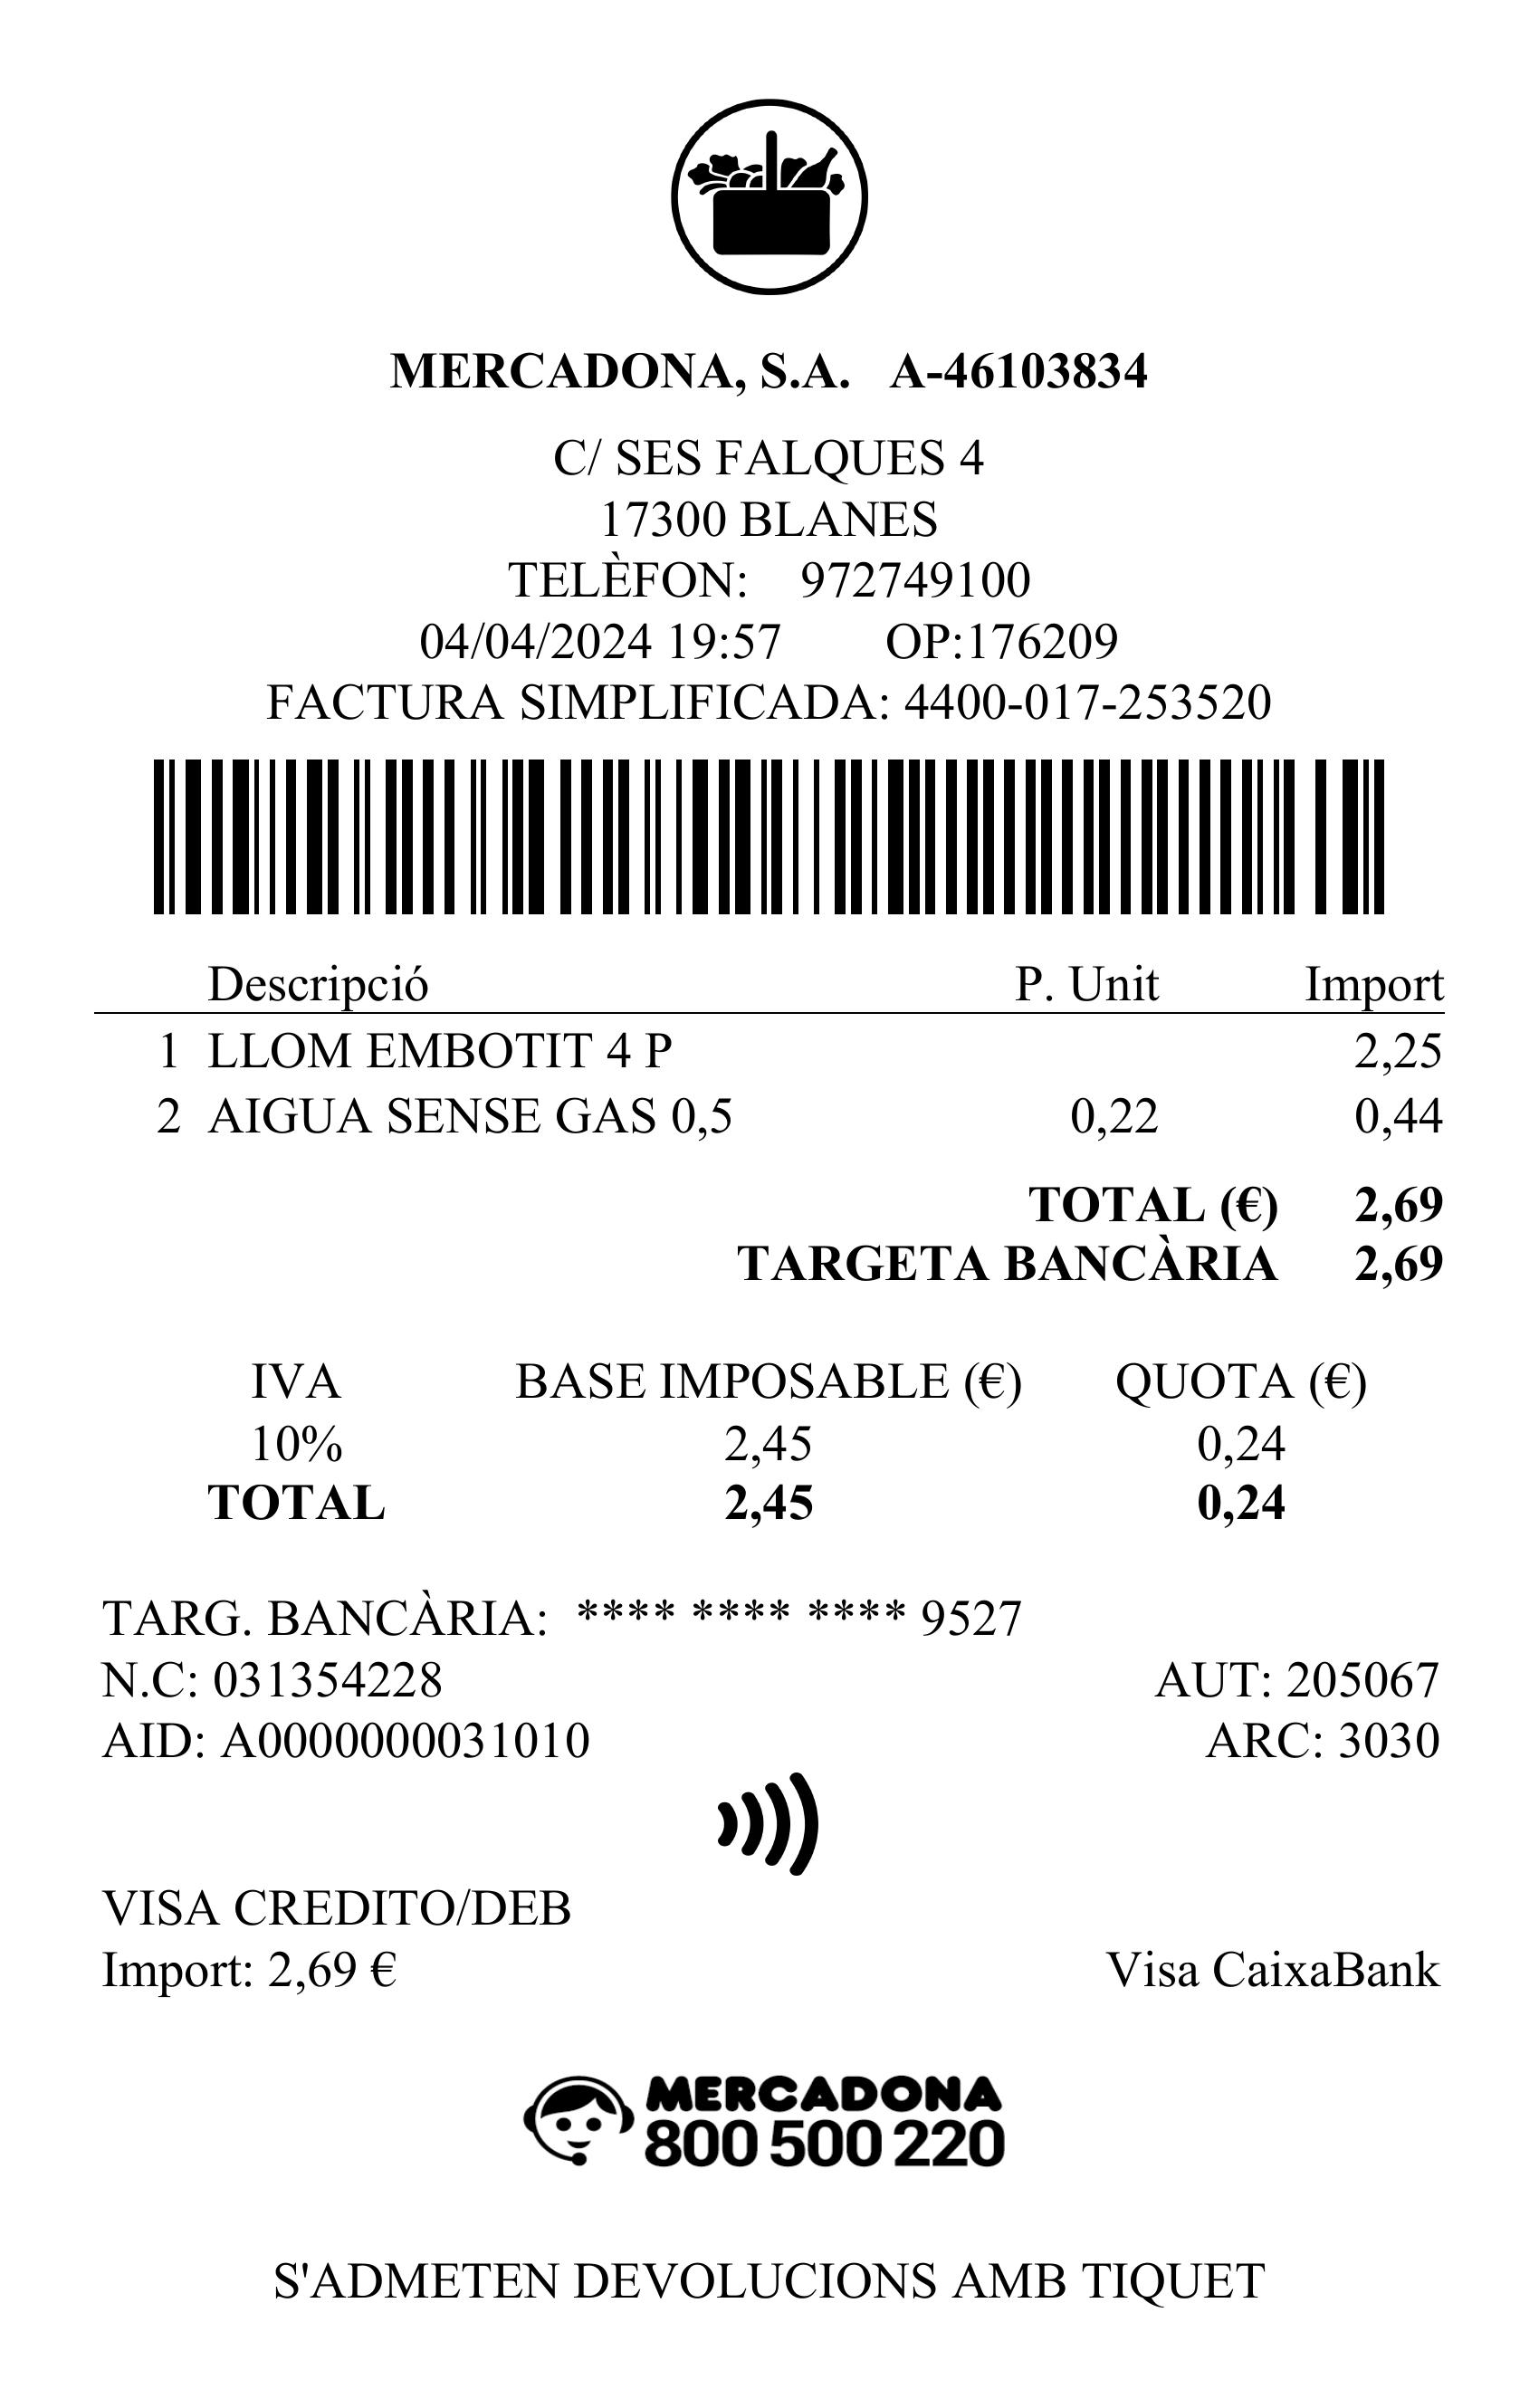 MERCADONA, S.A. A-46103834
C/ SES FALQUES 4
17300 BLANES
TELÈFON: 972749100
04/04/2024 19:57 OP:176209
FACTURA SIMPLIFICADA: 4400-017-253520
Descripció P. Unit Import
1 LLOM EMBOTIT 4 P 2,25
2 AIGUA SENSE GAS 0,5 0,22 0,44
TOTAL (€) 2,69
TARGETA BANCÀRIA 2,69
IVA BASE IMPOSABLE (€) QUOTA (€)
10% 2,45 0,24
TOTAL 2,45 0,24
TARG. BANCÀRIA: **** **** **** 9527
N.C: 031354228 AUT: 205067
AID: A0000000031010 ARC: 3030
VISA CREDITO/DEB
Import: 2,69 € Visa CaixaBank
MERCADONA
800 500 220
S'ADMETEN DEVOLUCIONS AMB TIQUET